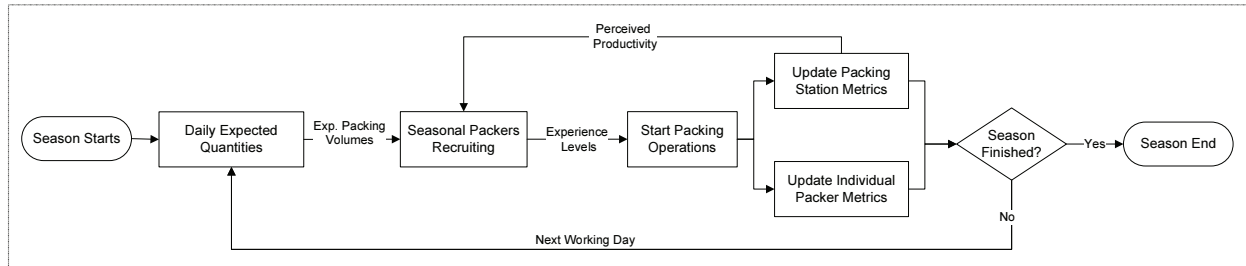 Perceived
Productivity
Update Packing
Station Metrics
Season Starts
Daily Expected
Quantities
Exp. Packing
Volumes
Seasonal Packers
Recruiting
Experience
Levels
Start Packing
Operations
Season
Finished?
Yes
Season End
Update Individual
Packer Metrics
No
Next Working Day